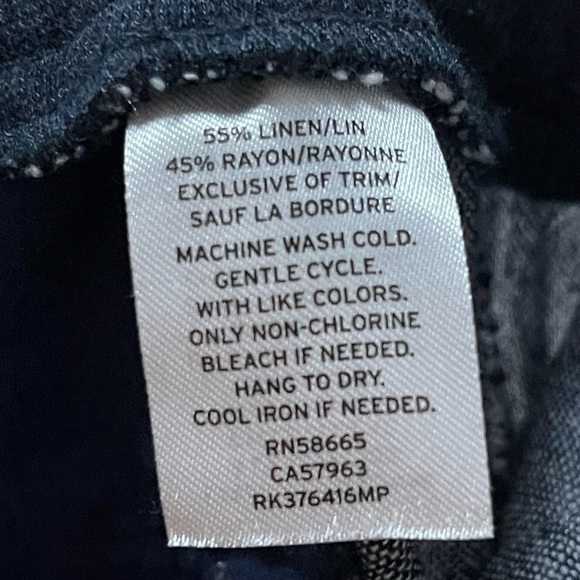 55% LINEN/LIN
45% RAYON/RAYONNE
EXCLUSIVE OF TRIM/
SAUF LA BORDURE
MACHINE WASH COLD.
GENTLE CYCLE.
WITH LIKE COLORS.
ONLY NON-CHLORINE
BLEACH IF NEEDED.
HANG TO DRY.
COOL IRON IF NEEDED.
RN58665
CA57963
RK376416MP